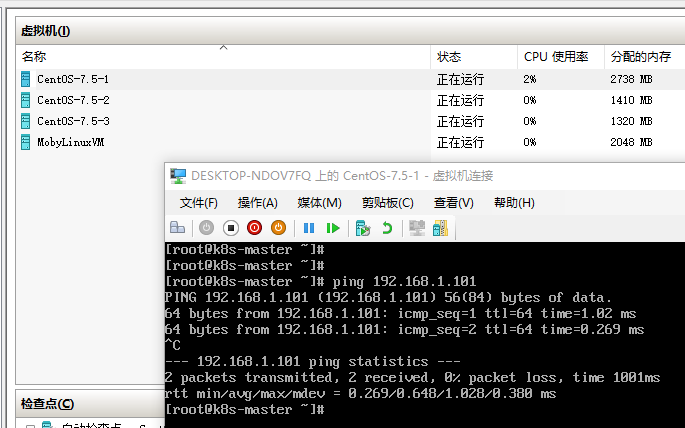 虚拟机(I)
名称 状态 CPU 使用率 分配的内存
CentOS-7.5-1 正在运行 2% 2738 MB
CentOS-7.5-2 正在运行 0% 1410 MB
CentOS-7.5-3 正在运行 0% 1320 MB
MobyLinuxVM 正在运行 0% 2048 MB
DESKTOP-NDOV7FQ 上的 CentOS-7.5-1 - 虚拟机连接
文件(F) 操作(A) 媒体(M) 剪贴板(C) 查看(V) 帮助(H)
[root@k8s-master ~]#
[root@k8s-master ~]#
[root@k8s-master ~]# ping 192.168.1.101
PING 192.168.1.101 (192.168.1.101) 56(84) bytes of data.
64 bytes from 192.168.1.101: icmp_seq=1 ttl=64 time=1.02 ms
64 bytes from 192.168.1.101: icmp_seq=2 ttl=64 time=0.269 ms
^C
--- 192.168.1.101 ping statistics ---
2 packets transmitted, 2 received, 0% packet loss, time 1001ms
rtt min/avg/max/mdev = 0.269/0.648/1.028/0.380 ms
[root@k8s-master ~]#
检查点(C)